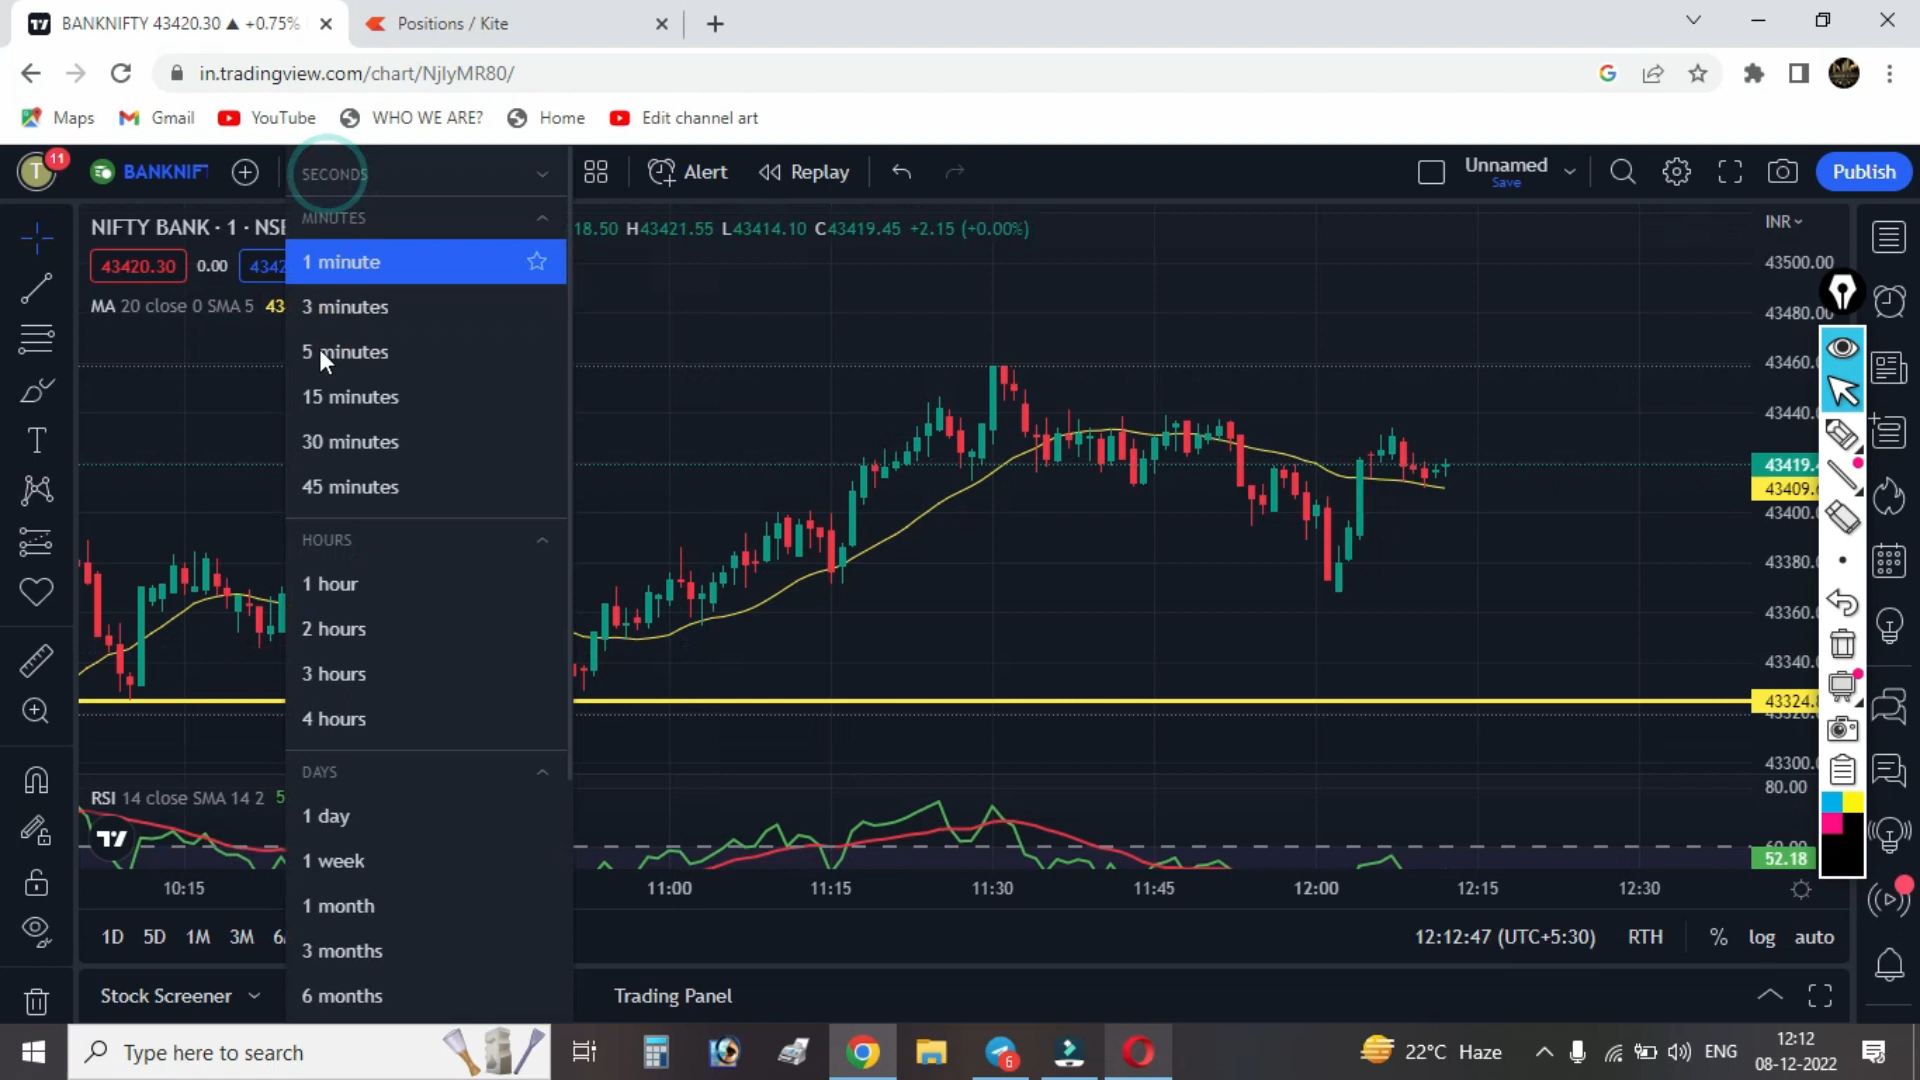 BANKNIFTY 43420.30 ▲ +0.75%
Positions / Kite
in.tradingview.com/chart/NjlyMR80/
Maps
Gmail
YouTube
WHO WE ARE?
Home
Edit channel art
T
11
BANKNIFT
Alert
Replay
Unnamed
Save
Publish
SECONDS
MINUTES
1 minute
3 minutes
5 minutes
15 minutes
30 minutes
45 minutes
HOURS
1 hour
2 hours
3 hours
4 hours
DAYS
1 day
1 week
1 month
3 months
6 months
NIFTY BANK · 1 · NSE
18.50 H43421.55 L43414.10 C43419.45 +2.15 (+0.00%)
43420.30
0.00
4342
MA 20 close 0 SMA 5 43
INR
43500.00
43480.00
43460.
43440.
43419.4
43409.6
43400.
43380.
43360.
43340.
43324.8
43300.
80.00
52.18
RSI 14 close SMA 14 2 5
10:15
11:00
11:15
11:30
11:45
12:00
12:15
12:30
1D 5D 1M 3M 6
12:12:47 (UTC+5:30)
RTH
%
log
auto
Stock Screener
Trading Panel
Type here to search
6
22°C Haze
ENG
12:12
08-12-2022